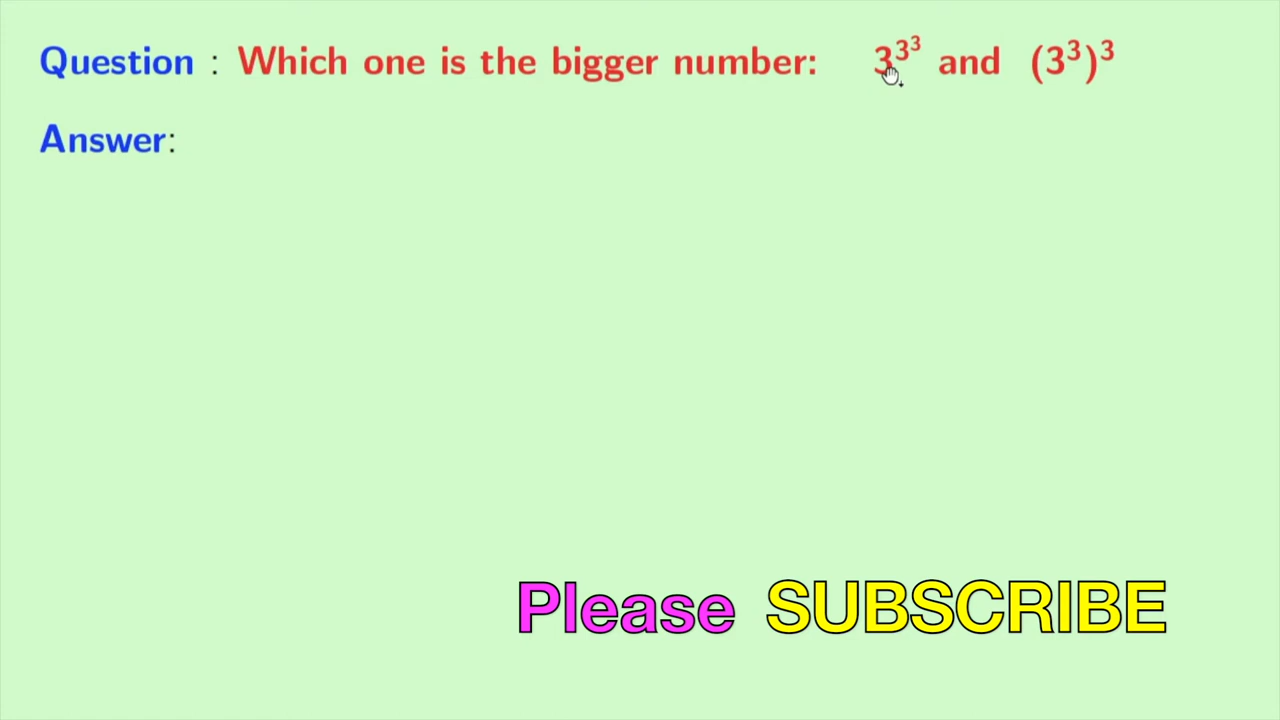 Question : Which one is the bigger number: 3^{3^3} and (3^3)^3
Answer:
Please SUBSCRIBE